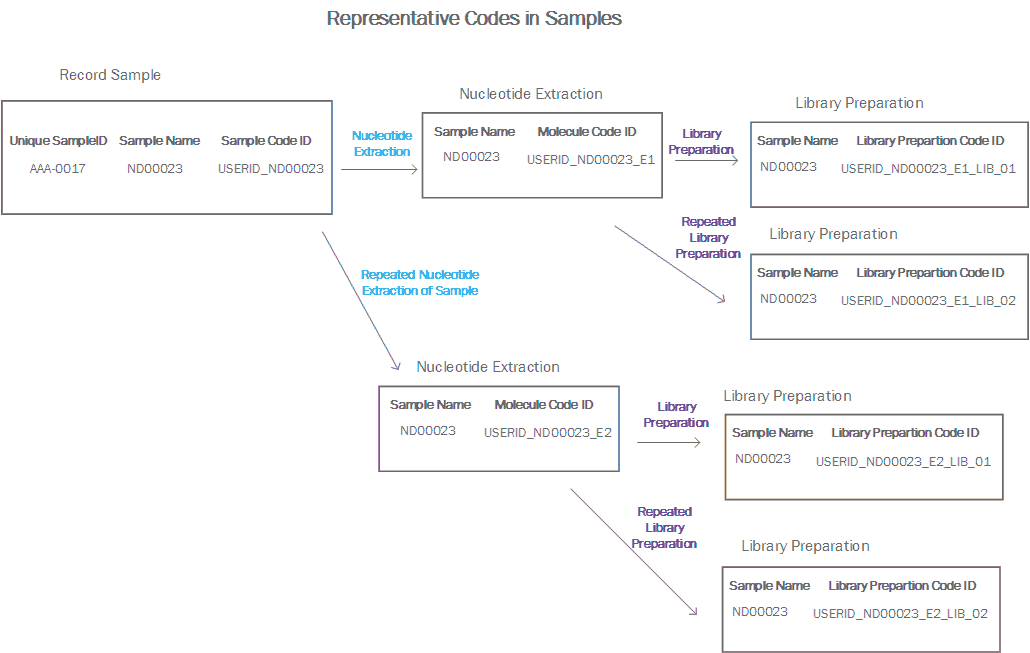 Representative Codes in Samples
Record Sample
Unique SampleID Sample Name Sample Code ID
AAA-0017 ND00023 USERID_ND00023
Nucleotide
Extraction
Nucleotide Extraction
Sample Name Molecule Code ID
ND00023 USERID_ND00023_E1
Library
Preparation
Library Preparation
Sample Name Library Prepartion Code ID
ND00023 USERID_ND00023_E1_LIB_01
Repeated
Library
Preparation
Library Preparation
Sample Name Library Prepartion Code ID
ND00023 USERID_ND00023_E1_LIB_02
Repeated Nucleotide
Extraction of Sample
Nucleotide Extraction
Sample Name Molecule Code ID
ND00023 USERID_ND00023_E2
Library
Preparation
Library Preparation
Sample Name Library Prepartion Code ID
ND00023 USERID_ND00023_E2_LIB_01
Repeated
Library
Preparation
Library Preparation
Sample Name Library Prepartion Code ID
ND00023 USERID_ND00023_E2_LIB_02